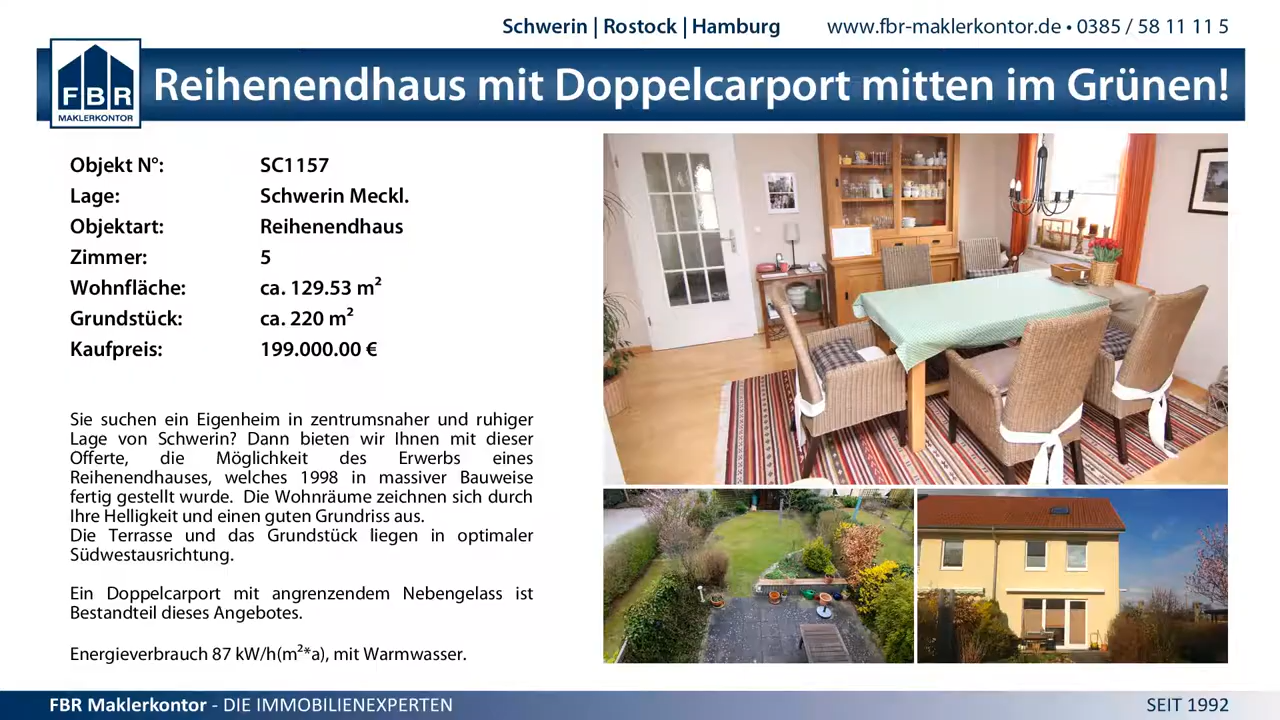 Schwerin | Rostock | Hamburg www.fbr-maklerkontor.de • 0385 / 58 11 11 5
FBR
MAKLERKONTOR
Reihenendhaus mit Doppelcarport mitten im Grünen!
Objekt N°: SC1157
Lage: Schwerin Meckl.
Objektart: Reihenendhaus
Zimmer: 5
Wohnfläche: ca. 129.53 m²
Grundstück: ca. 220 m²
Kaufpreis: 199.000.00 €
Sie suchen ein Eigenheim in zentrumsnaher und ruhiger
Lage von Schwerin? Dann bieten wir Ihnen mit dieser
Offerte, die Möglichkeit des Erwerbs eines
Reihenendhauses, welches 1998 in massiver Bauweise
fertig gestellt wurde. Die Wohnräume zeichnen sich durch
Ihre Helligkeit und einen guten Grundriss aus.
Die Terrasse und das Grundstück liegen in optimaler
Südwestausrichtung.
Ein Doppelcarport mit angrenzendem Nebengelass ist
Bestandteil dieses Angebotes.
Energieverbrauch 87 kW/h(m²*a), mit Warmwasser.
FBR Maklerkontor - DIE IMMOBILIENEXPERTEN SEIT 1992